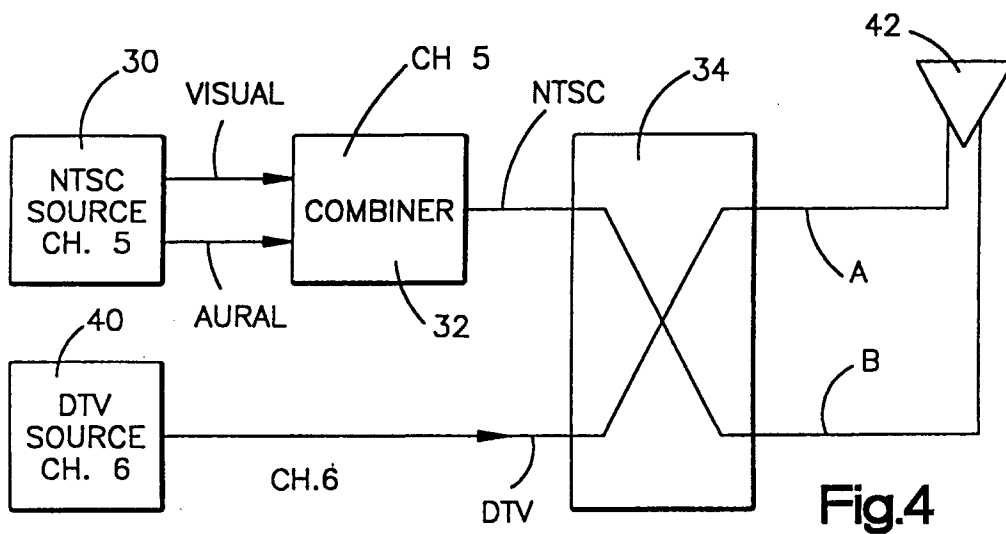 30
VISUAL
NTSC
SOURCE
CH. 5
AURAL
CH 5
COMBINER
32
NTSC
34
42
A
B
40
DTV
SOURCE
CH. 6
CH.6
DTV
Fig.4